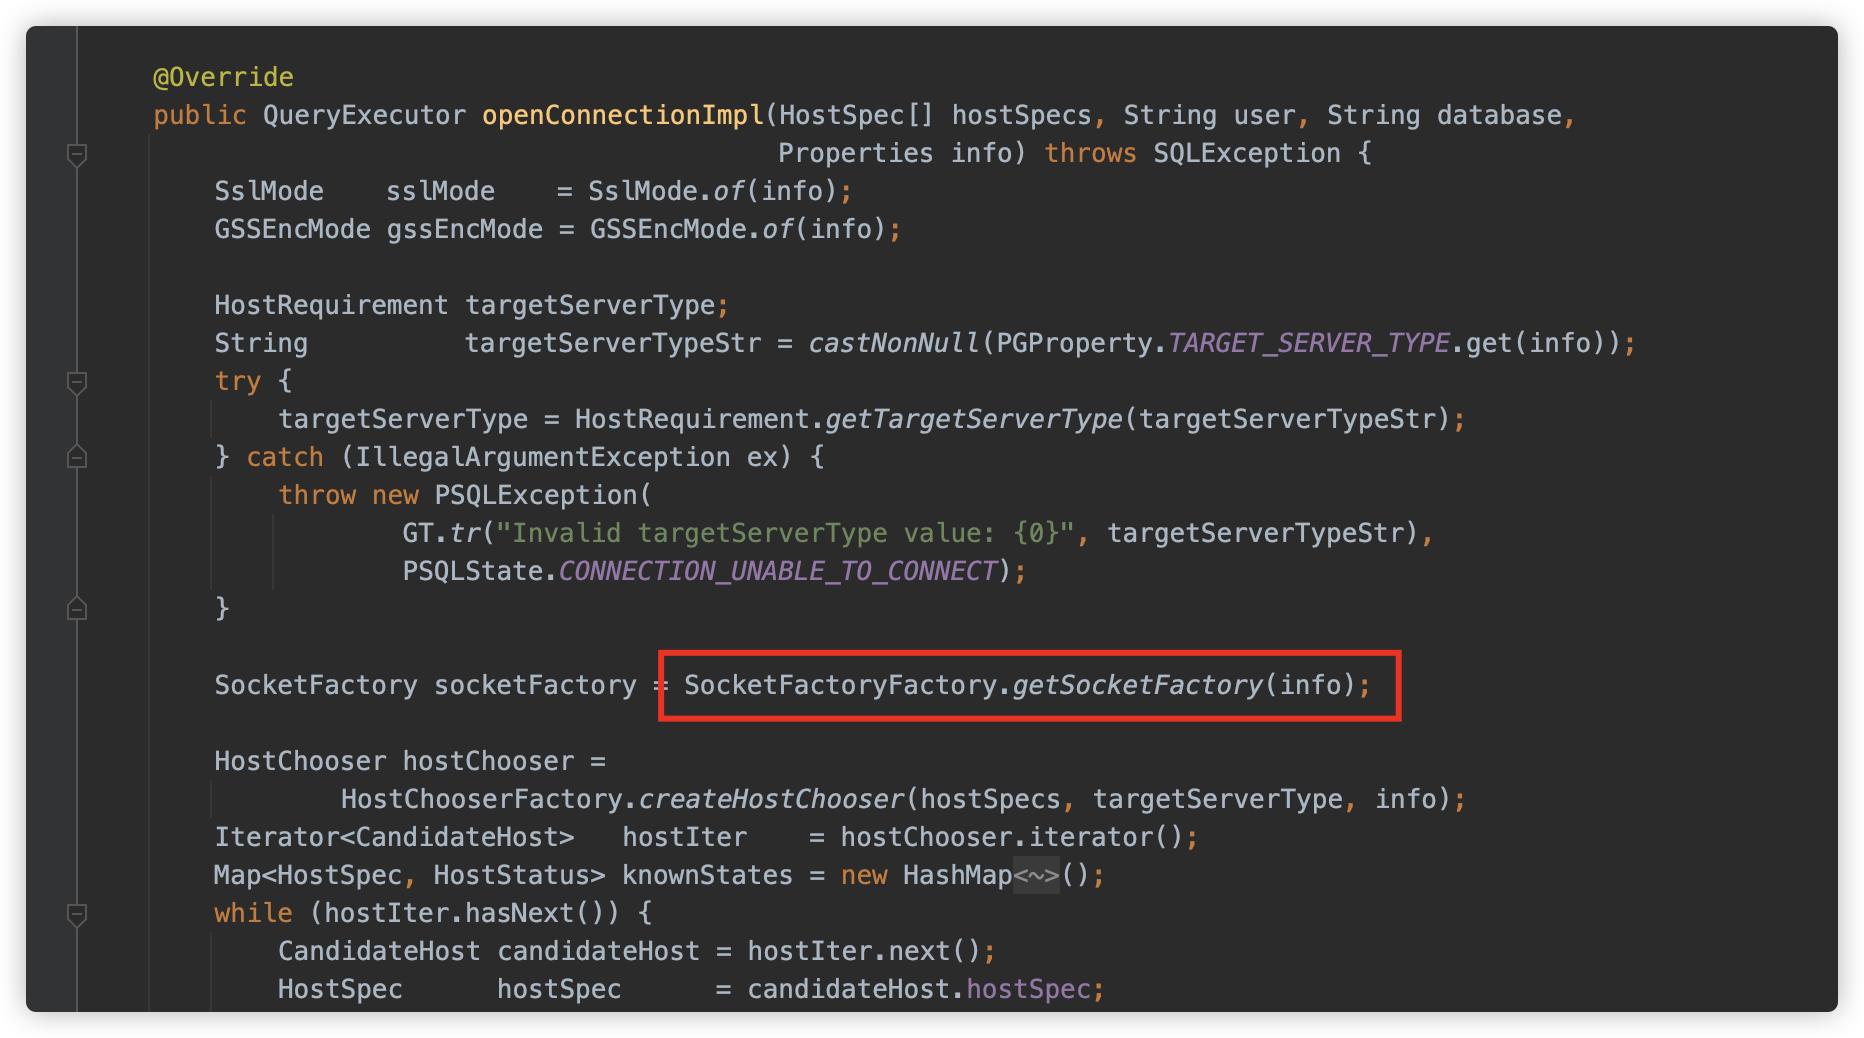 @Override
public QueryExecutor openConnectionImpl(HostSpec[] hostSpecs, String user, String database,
Properties info) throws SQLException {
SslMode sslMode = SslMode.of(info);
GSSEncMode gssEncMode = GSSEncMode.of(info);
HostRequirement targetServerType;
String targetServerTypeStr = castNonNull(PGProperty.TARGET_SERVER_TYPE.get(info));
try {
targetServerType = HostRequirement.getTargetServerType(targetServerTypeStr);
} catch (IllegalArgumentException ex) {
throw new PSQLException(
GT.tr("Invalid targetServerType value: {0}", targetServerTypeStr),
PSQLState.CONNECTION_UNABLE_TO_CONNECT);
}
SocketFactory socketFactory = SocketFactoryFactory.getSocketFactory(info);
HostChooser hostChooser =
HostChooserFactory.createHostChooser(hostSpecs, targetServerType, info);
Iterator<CandidateHost> hostIter = hostChooser.iterator();
Map<HostSpec, HostStatus> knownStates = new HashMap<~>();
while (hostIter.hasNext()) {
CandidateHost candidateHost = hostIter.next();
HostSpec hostSpec = candidateHost.hostSpec;